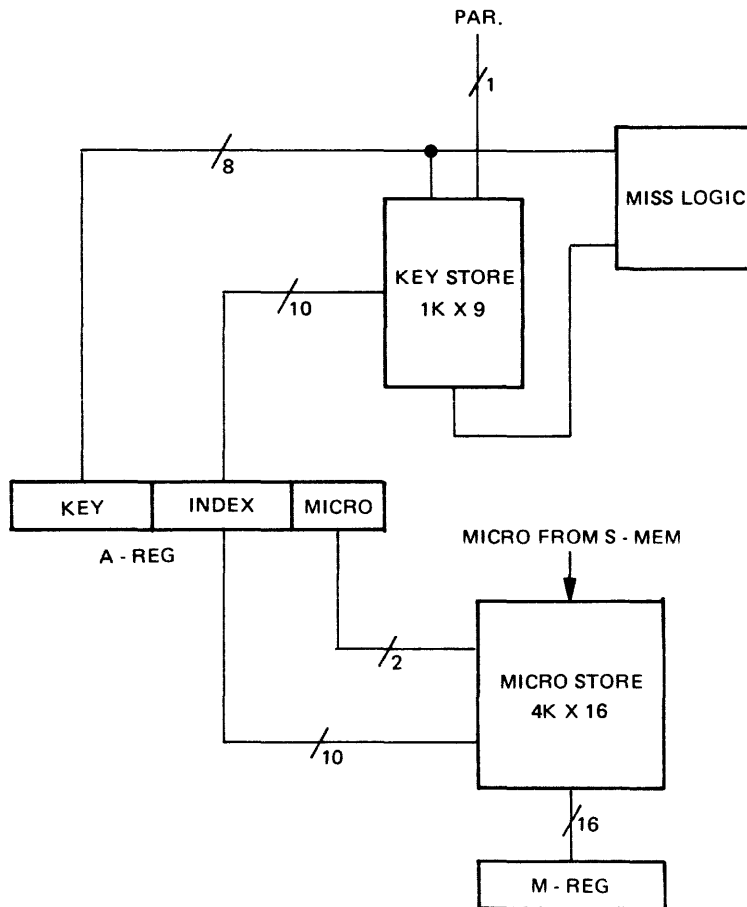 PAR.
1
8
MISS LOGIC
KEY STORE
1K X 9
10
KEY
INDEX
MICRO
A - REG
MICRO FROM S - MEM
2
MICRO STORE
4K X 16
10
16
M - REG